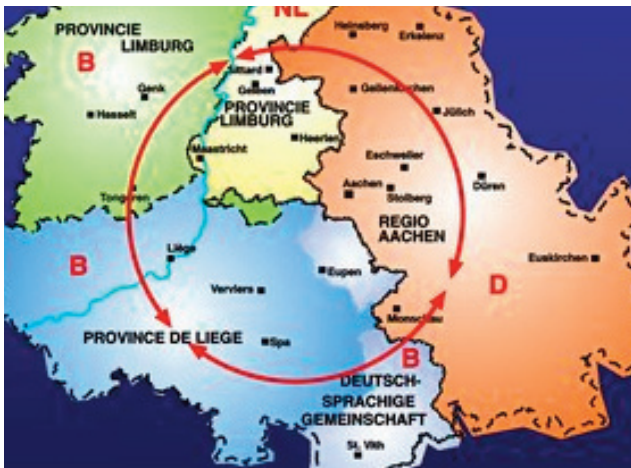 NL
PROVINCIE
LIMBURG
B
Heinsberg
Erkelenz
Sittard
Geleen
Genk
Hasselt
Geilenkirchen
PROVINCIE
LIMBURG
Jülich
Heerlen
Maastricht
Eschweiler
Düren
Aachen
Stolberg
Tongeren
REGIO
AACHEN
Liége
B
Eupen
Euskirchen
Verviers
D
Monschau
PROVINCE DE LIEGE
Spa
B
DEUTSCH-
SPRACHIGE
GEMEINSCHAFT
St. Vith